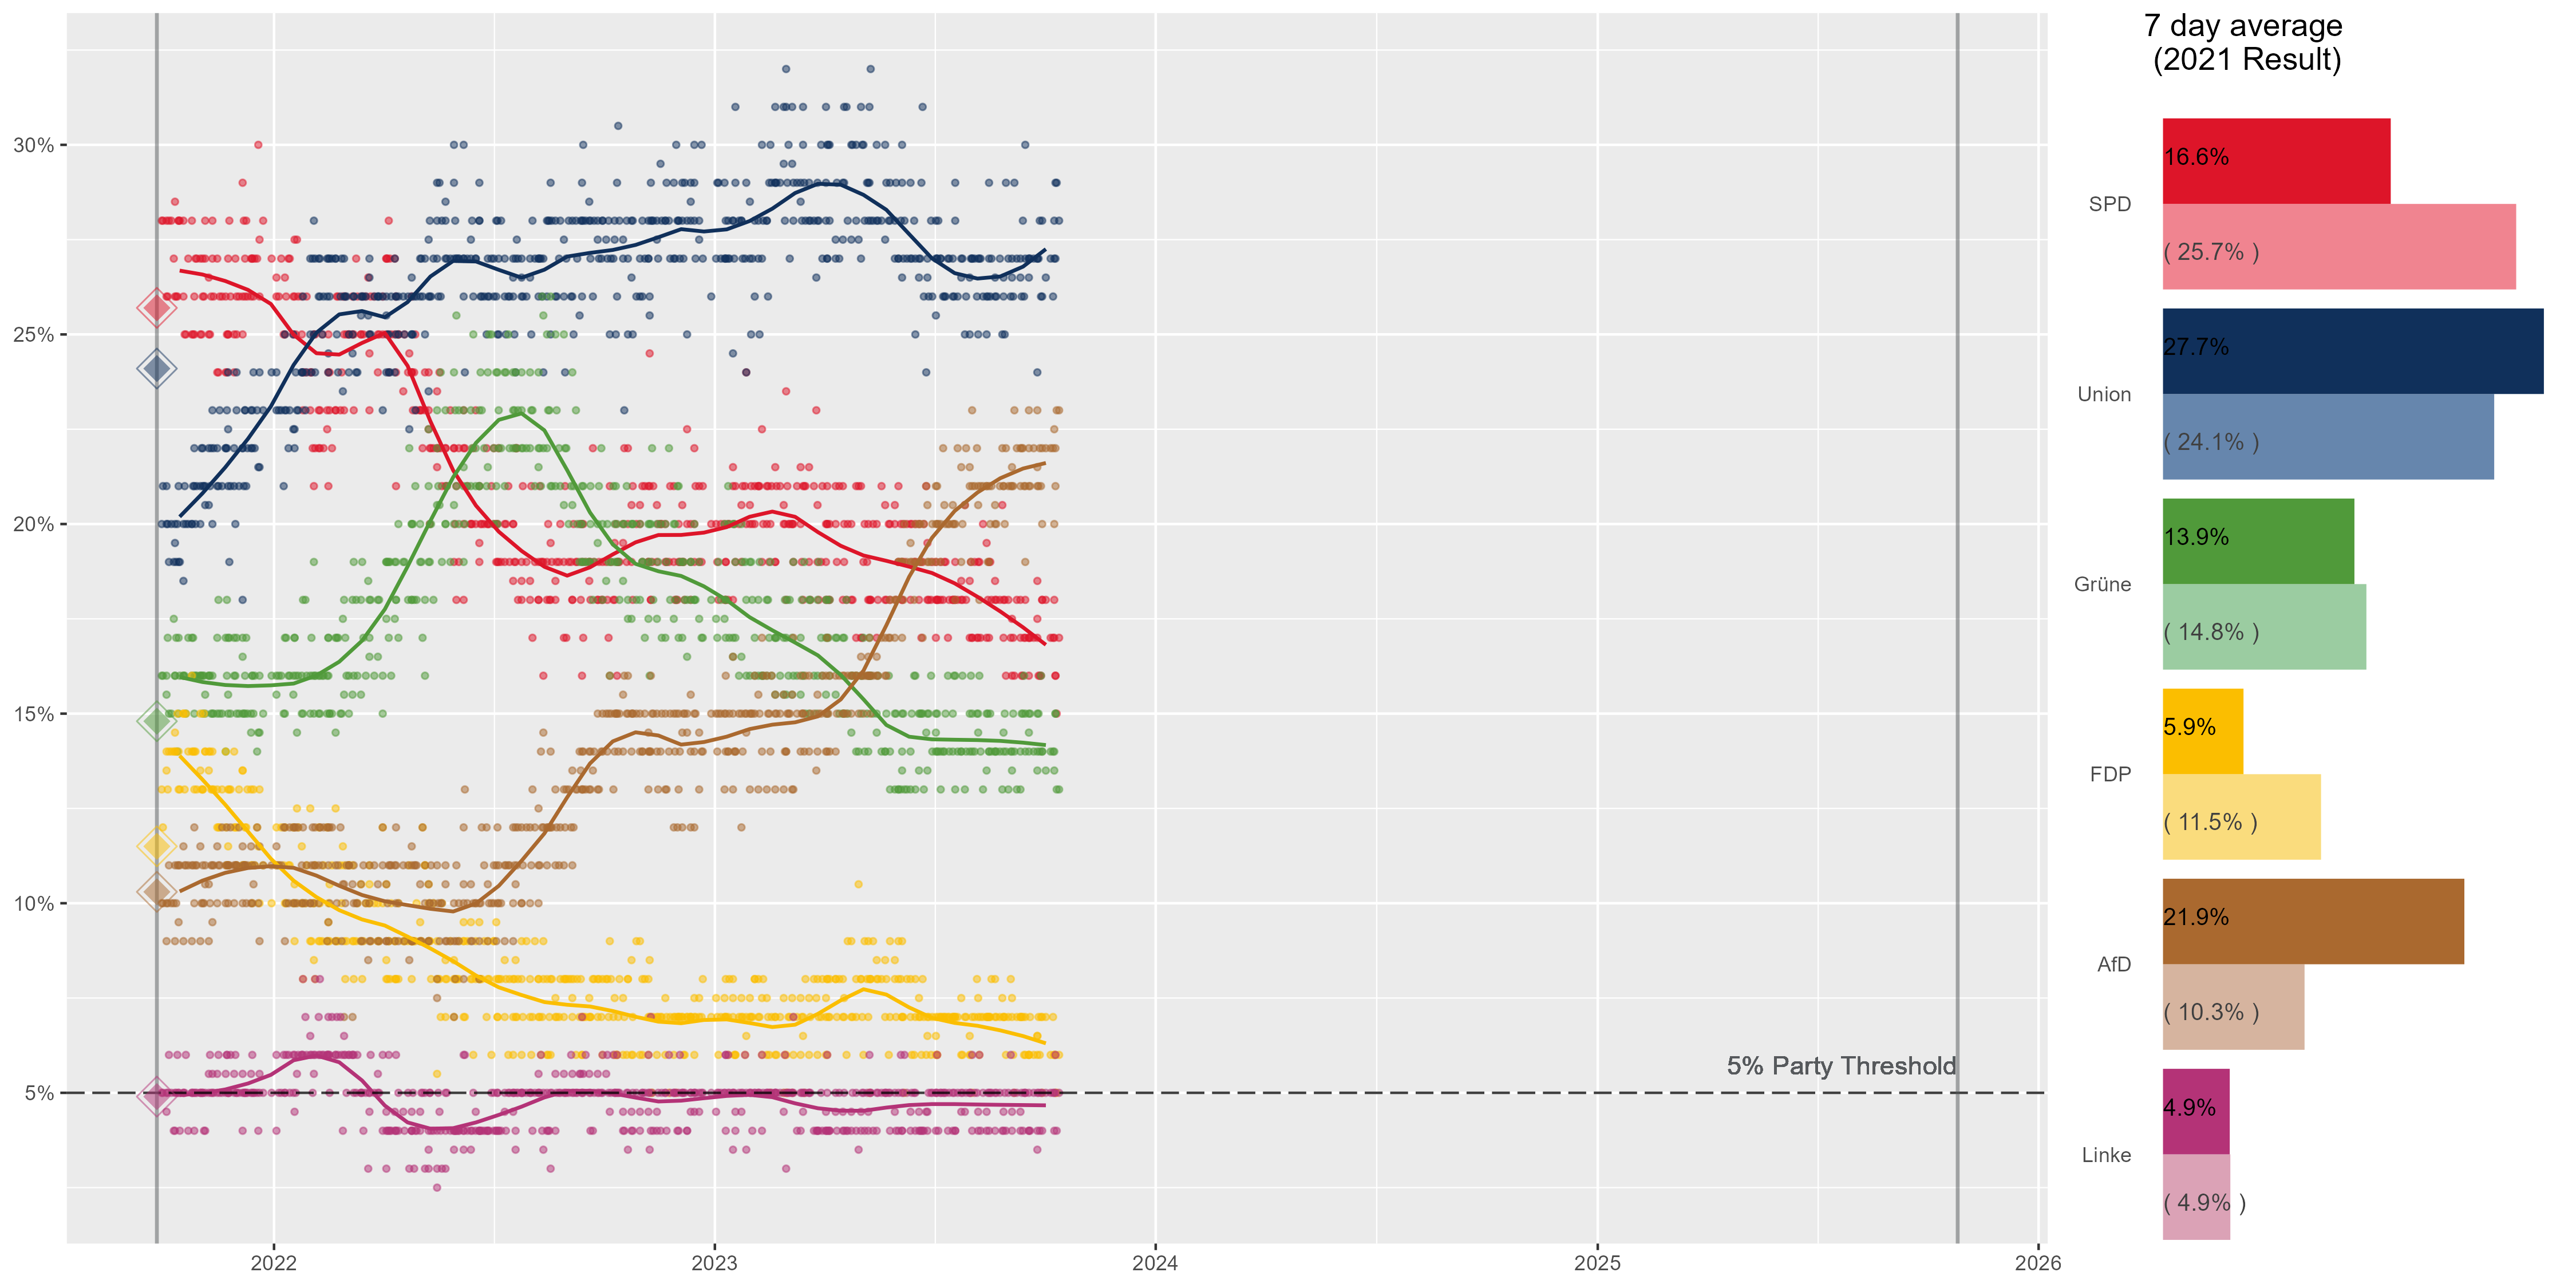 30%
25%
20%
15%
10%
5%
5% Party Threshold
2022
2023
2024
2025
2026
7 day average
(2021 Result)
SPD
16.6%
( 25.7% )
Union
27.7%
( 24.1% )
Grüne
13.9%
( 14.8% )
FDP
5.9%
( 11.5% )
AfD
21.9%
( 10.3% )
Linke
4.9%
( 4.9% )